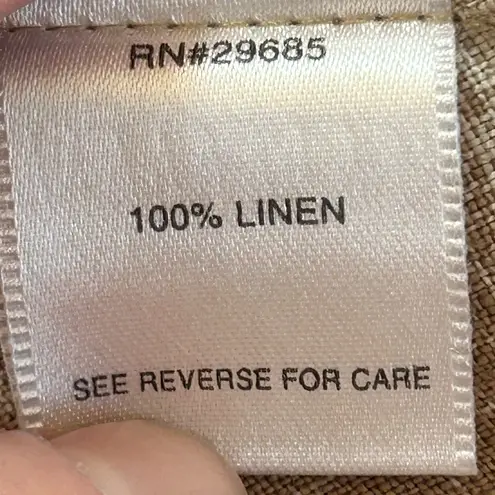 RN#29685
100% LINEN
SEE REVERSE FOR CARE